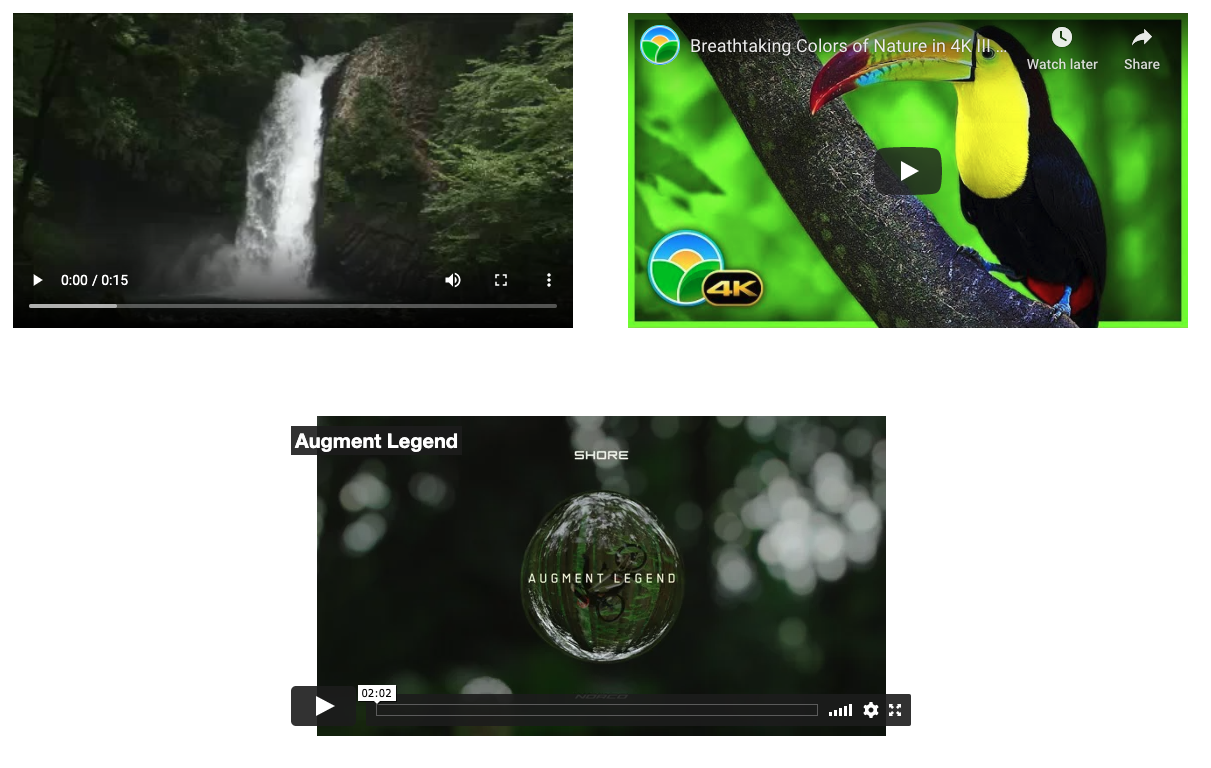 0:00 / 0:15
Breathtaking Colors of Nature in 4K III ...
Watch later
Share
4K
Augment Legend
SHORE
AUGMENT LEGEND
NORCO
02:02